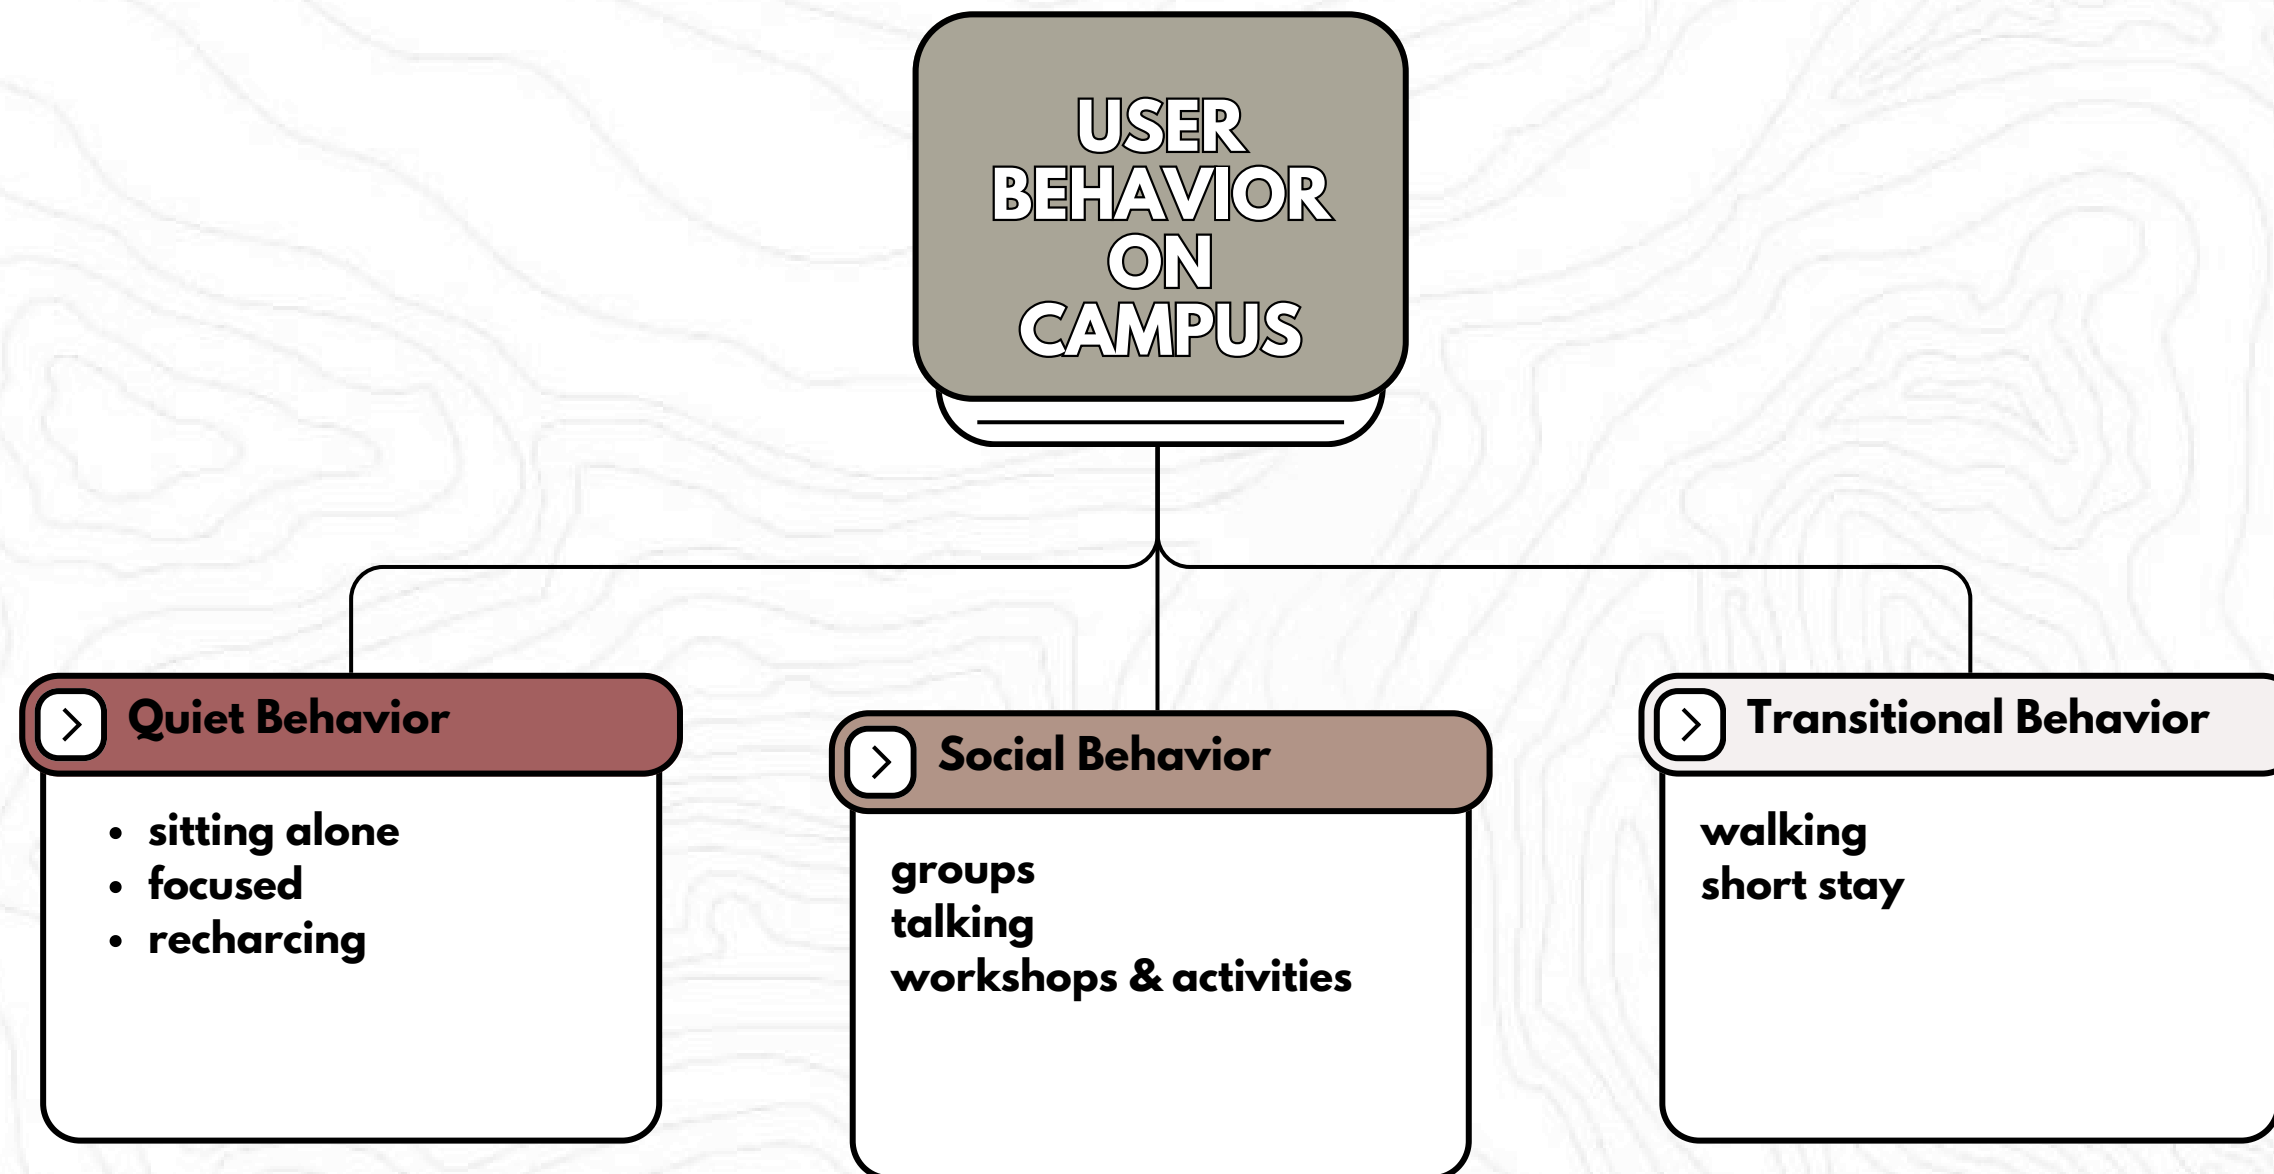 USER
BEHAVIOR
ON
CAMPUS
Quiet Behavior
• sitting alone
• focused
• recharcing
Social Behavior
groups
talking
workshops & activities
Transitional Behavior
walking
short stay